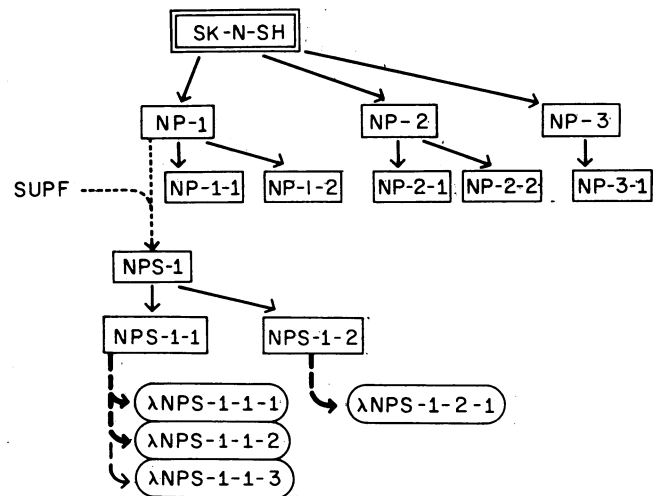 SK-N-SH
NP-1 NP-2 NP-3
SUPF NP-1-1 NP-1-2 NP-2-1 NP-2-2 NP-3-1
NPS-1
NPS-1-1 NPS-1-2
λNPS-1-1-1 λNPS-1-2-1
λNPS-1-1-2
λNPS-1-1-3